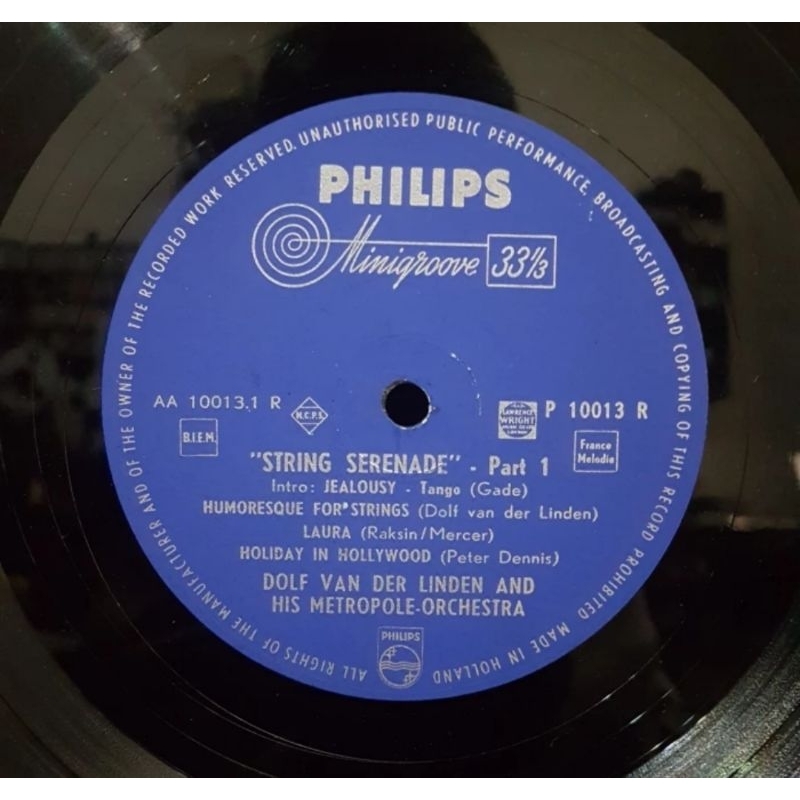 ALL RIGHTS OF THE MANUFACTURER AND OF THE OWNER OF THE RECORDED WORK RESERVED. UNAUTHORISED PUBLIC PERFORMANCE, BROADCASTING AND COPYING OF THIS RECORD PROHIBITED MADE IN HOLLAND
PHILIPS
Minigroove 33⅓
AA 10013.1 R N.C.P.S. LAWRENCE WRIGHT P 10013 R
B.I.E.M. France Melodie
"STRING SERENADE" - Part 1
Intro: JEALOUSY - Tango (Gade)
HUMORESQUE FOR STRINGS (Dolf van der Linden)
LAURA (Raksin/Mercer)
HOLIDAY IN HOLLYWOOD (Peter Dennis)
DOLF VAN DER LINDEN AND
HIS METROPOLE-ORCHESTRA
PHILIPS